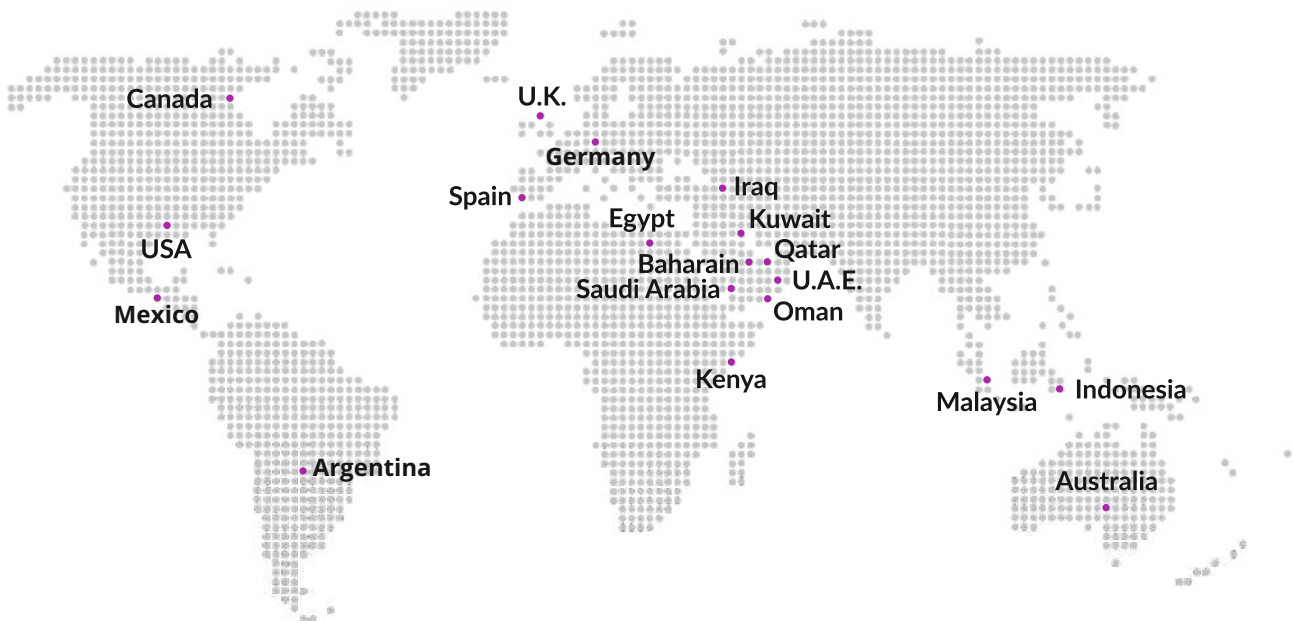 U.K.
Canada
Germany
Iraq
Spain
Egypt
Kuwait
USA
Qatar
Baharain
U.A.E.
Saudi Arabia
Oman
Mexico
Kenya
Indonesia
Malaysia
Argentina
Australia